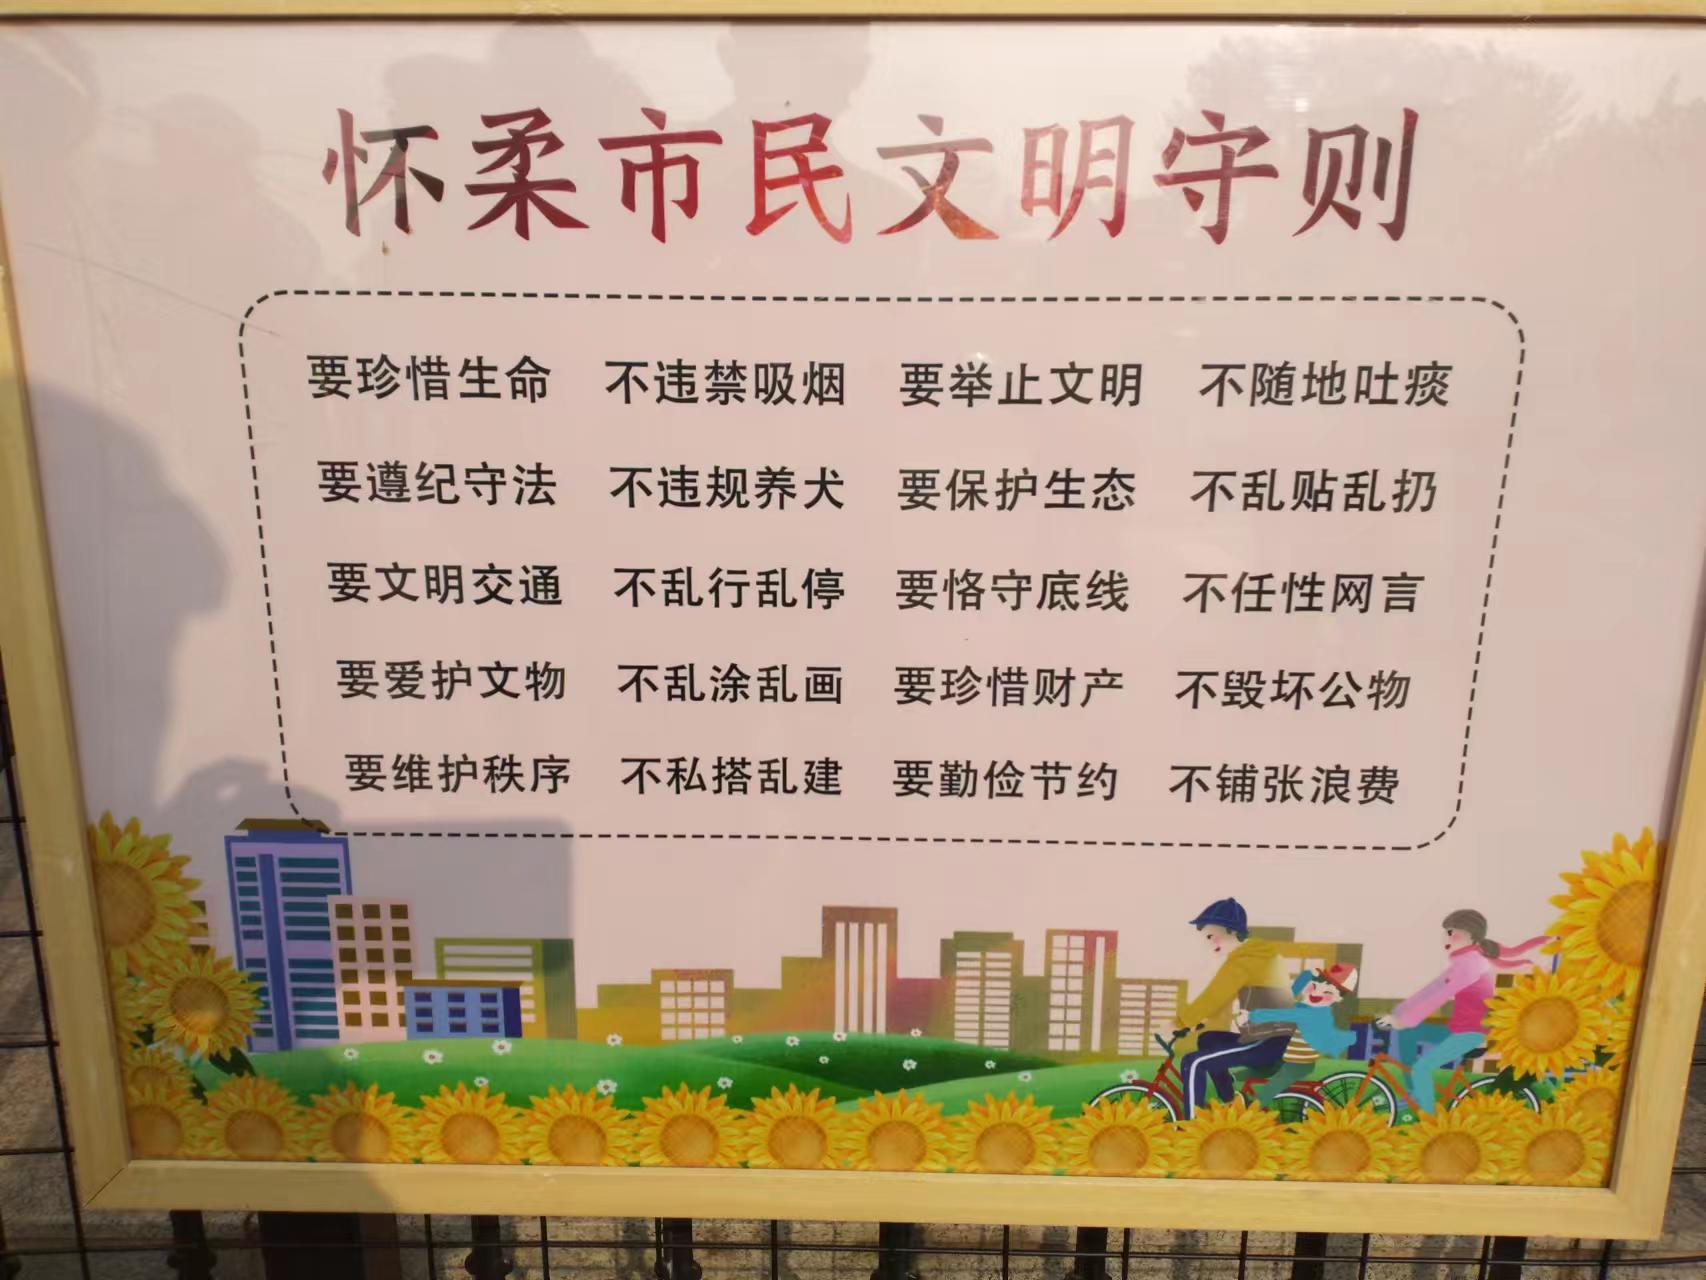 怀柔市民文明守则
要珍惜生命 不违禁吸烟 要举止文明 不随地吐痰
要遵纪守法 不违规养犬 要保护生态 不乱贴乱扔
要文明交通 不乱行乱停 要恪守底线 不任性网言
要爱护文物 不乱涂乱画 要珍惜财产 不毁坏公物
要维护秩序 不私搭乱建 要勤俭节约 不铺张浪费